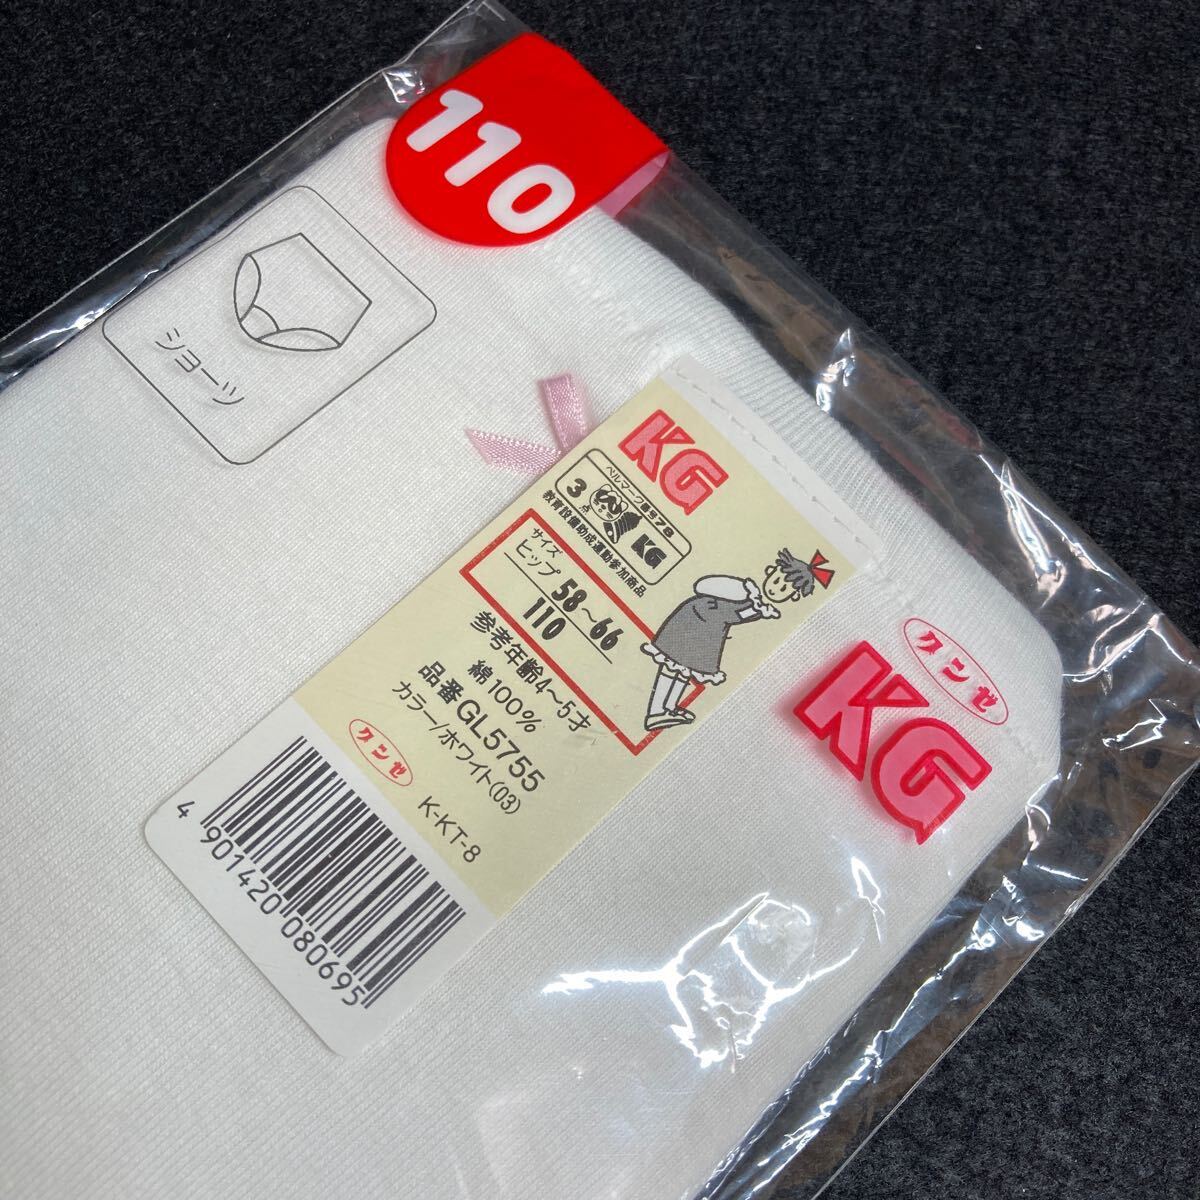 110
ショーツ
KG
ベルマーク番号78
3点
KG
教育設備助成運動参加商品
サイズ
ヒップ 58~66
110
参考年齢4~5才
綿100%
品番GL5755
カラー/ホワイト(03)
グンゼ
K-KT-8
4 901420 080695
グンゼ
KG